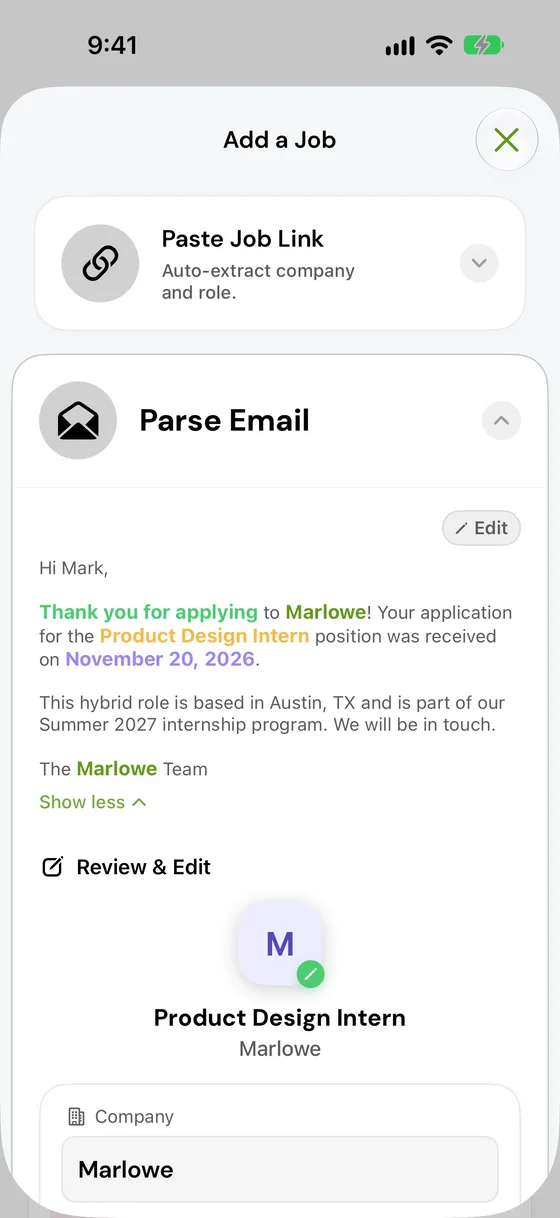 9:41
Add a Job
Paste Job Link
Auto-extract company
and role.
Parse Email
Edit
Hi Mark,
Thank you for applying to Marlowe! Your application
for the Product Design Intern position was received
on November 20, 2026.
This hybrid role is based in Austin, TX and is part of our
Summer 2027 internship program. We will be in touch.
The Marlowe Team
Show less
Review & Edit
M
Product Design Intern
Marlowe
Company
Marlowe